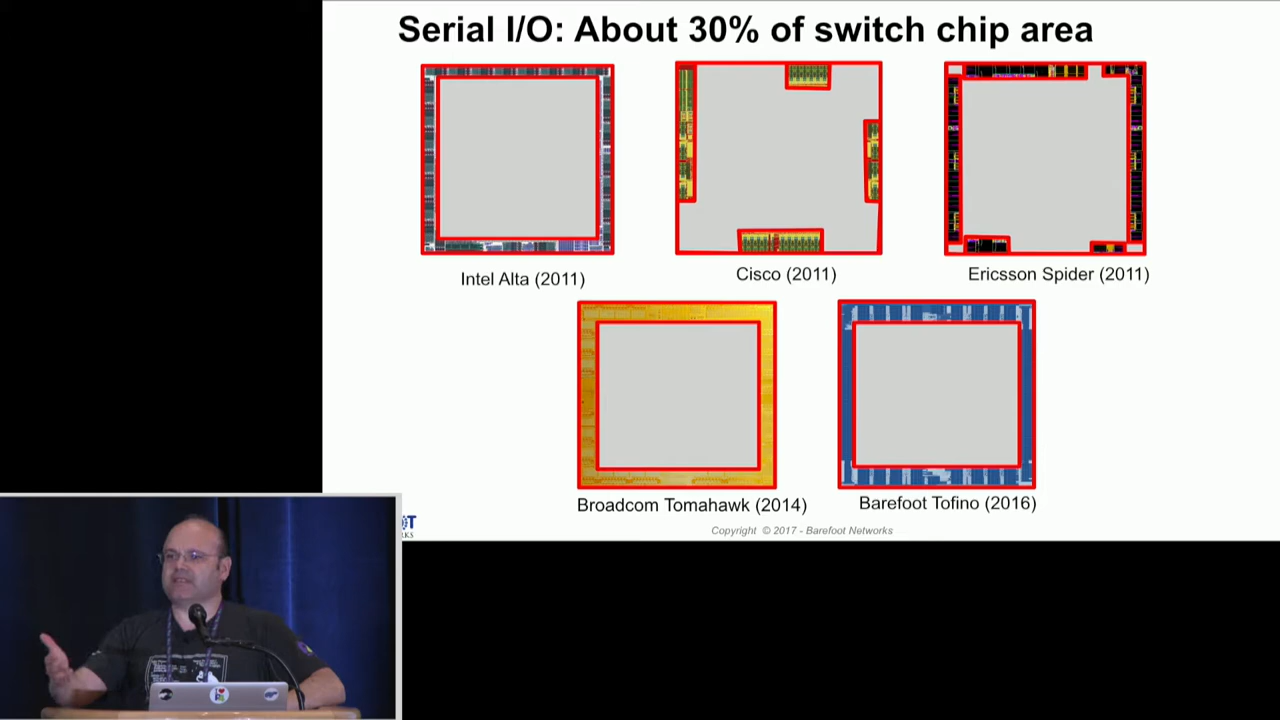 Serial I/O: About 30% of switch chip area
Intel Alta (2011)
Cisco (2011)
Ericsson Spider (2011)
Broadcom Tomahawk (2014)
Barefoot Tofino (2016)
Copyright © 2017 - Barefoot Networks